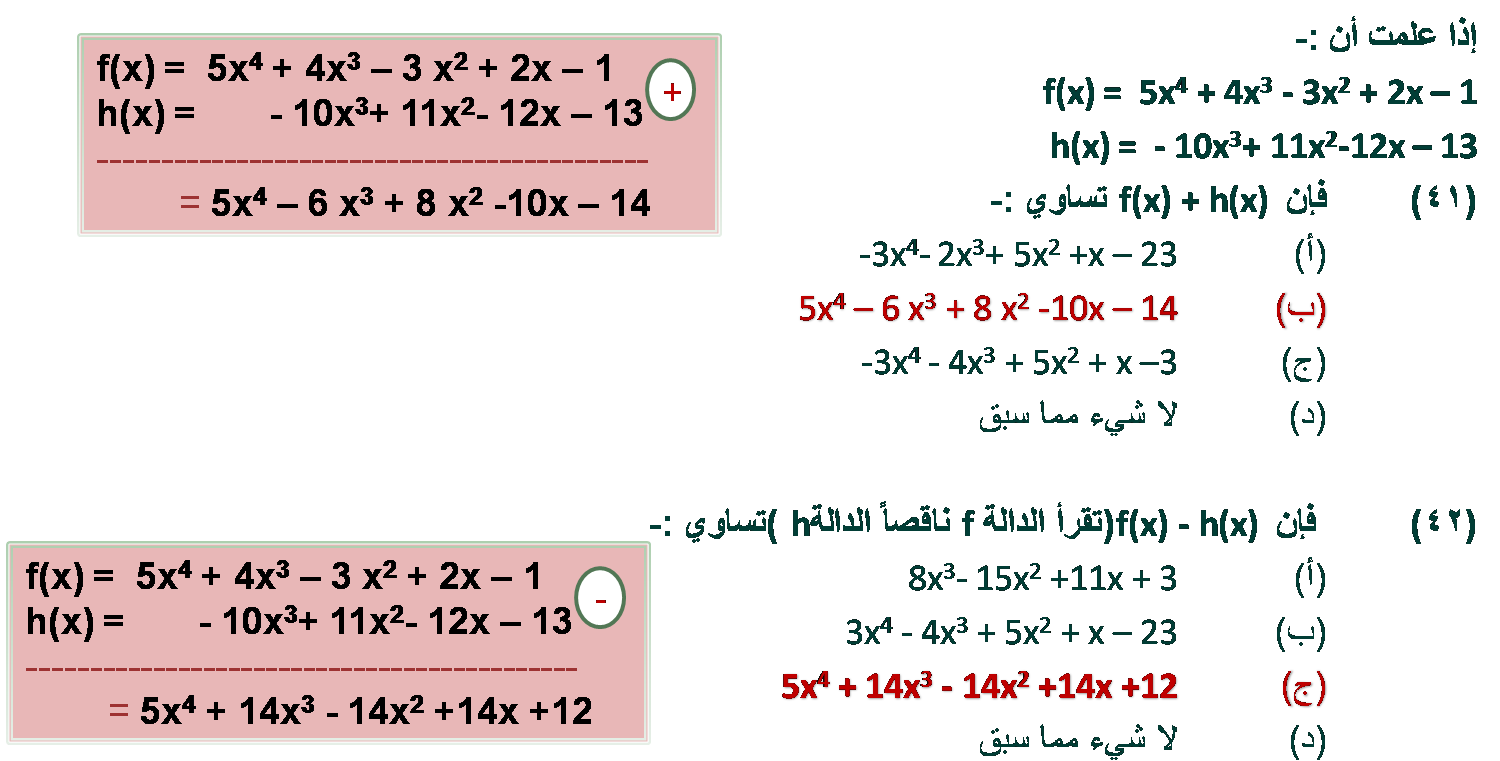 إذا علمت أن :-
f(x) = 5x⁴ + 4x³ - 3x² + 2x – 1
h(x) = - 10x³+ 11x²-12x – 13
(٤١) فإن f(x) + h(x) تساوي :-
(أ) -3x⁴- 2x³+ 5x² +x – 23
(ب) 5x⁴ – 6 x³ + 8 x² -10x – 14
(ج) -3x⁴ - 4x³ + 5x² + x –3
(د) لا شيء مما سبق
f(x) = 5x⁴ + 4x³ – 3 x² + 2x – 1
+
h(x) = - 10x³+ 11x²- 12x – 13
--------------------------------------------
= 5x⁴ – 6 x³ + 8 x² -10x – 14
(٤٢) فإن f(x) - h(x)(تقرأ الدالة f ناقصاً الدالةh )تساوي :-
(أ) 8x³- 15x² +11x + 3
(ب) 3x⁴ - 4x³ + 5x² + x – 23
(ج) 5x⁴ + 14x³ - 14x² +14x +12
(د) لا شيء مما سبق
f(x) = 5x⁴ + 4x³ – 3 x² + 2x – 1
-
h(x) = - 10x³+ 11x²- 12x – 13
--------------------------------------------
= 5x⁴ + 14x³ - 14x² +14x +12